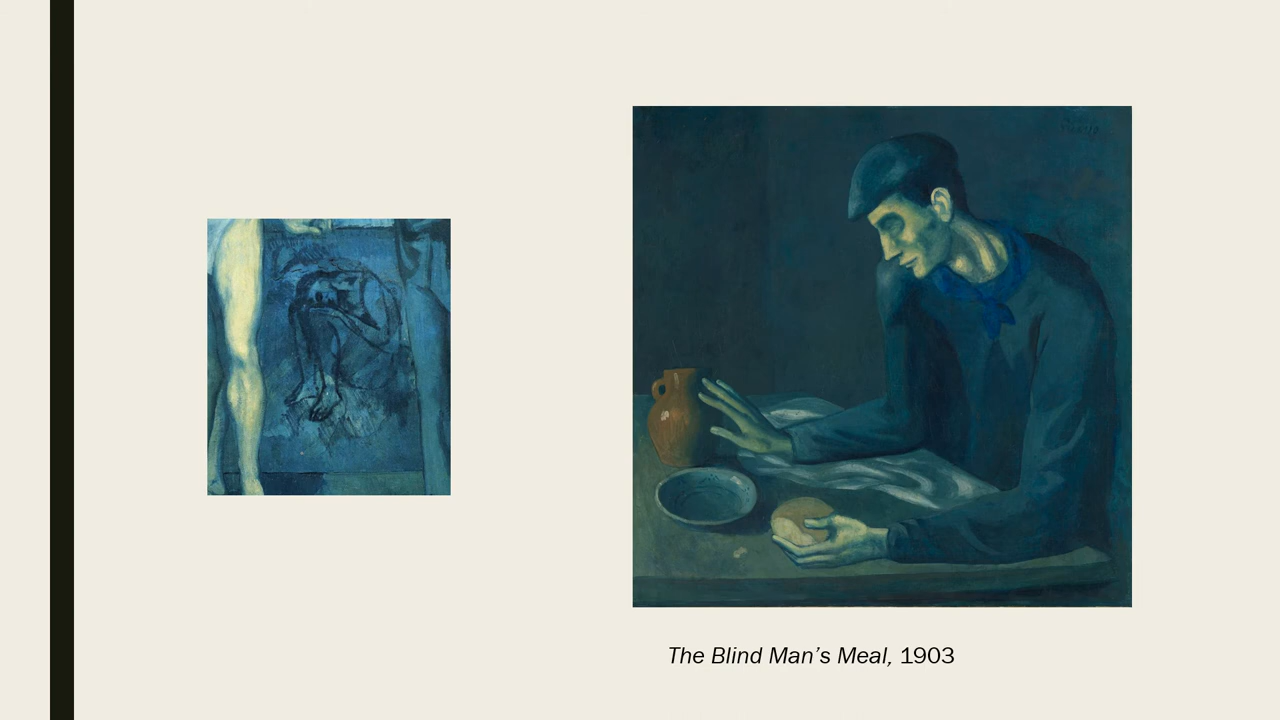 The Blind Man’s Meal, 1903